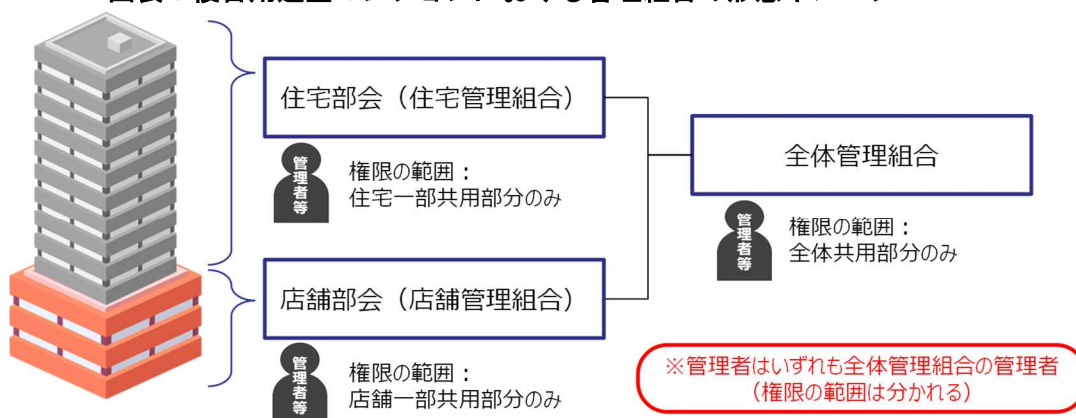 住宅部会（住宅管理組合）
管理者等
権限の範囲：
住宅一部共用部分のみ
全体管理組合
管理者等
権限の範囲：
全体共用部分のみ
店舗部会（店舗管理組合）
管理者等
権限の範囲：
店舗一部共用部分のみ
※管理者はいずれも全体管理組合の管理者
（権限の範囲は分かれる）